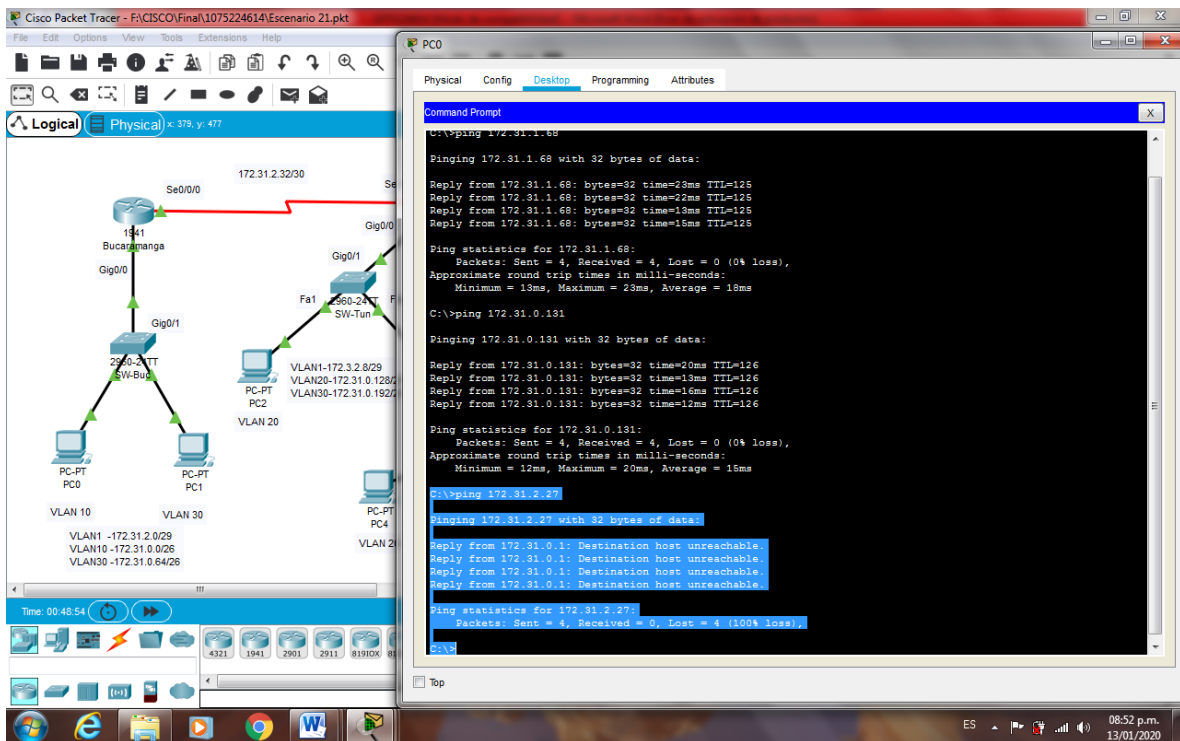 Cisco Packet Tracer - F:\CISCO\Final\1075224614\Escenario 21.pkt
File Edit Options View Tools Extensions Help
Logical Physical x: 379, y: 477
172.31.2.32/30
Se0/0/0
Se
1941
Bucaramanga
Gig0/0
Gig0/0
Gig0/1
Fa1
2960-24TT
SW-Tun
F
Gig0/1
2960-24TT
SW-Buc
VLAN1-172.3.2.8/29
VLAN20-172.31.0.128/2
VLAN30-172.31.0.192/2
PC-PT
PC2
VLAN 20
PC-PT
PC0
PC-PT
PC1
VLAN 10
VLAN 30
PC-PT
PC4
VLAN 2
VLAN1 -172.31.2.0/29
VLAN10 -172.31.0.0/26
VLAN30 -172.31.0.64/26
Time: 00:48:54
4321 1941 2901 2911 819IOX 81
PC0
Physical Config Desktop Programming Attributes
Command Prompt
X
C:\>ping 172.31.1.68
Pinging 172.31.1.68 with 32 bytes of data:
Reply from 172.31.1.68: bytes=32 time=23ms TTL=125
Reply from 172.31.1.68: bytes=32 time=22ms TTL=125
Reply from 172.31.1.68: bytes=32 time=13ms TTL=125
Reply from 172.31.1.68: bytes=32 time=15ms TTL=125
Ping statistics for 172.31.1.68:
Packets: Sent = 4, Received = 4, Lost = 0 (0% loss),
Approximate round trip times in milli-seconds:
Minimum = 13ms, Maximum = 23ms, Average = 18ms
C:\>ping 172.31.0.131
Pinging 172.31.0.131 with 32 bytes of data:
Reply from 172.31.0.131: bytes=32 time=20ms TTL=126
Reply from 172.31.0.131: bytes=32 time=13ms TTL=126
Reply from 172.31.0.131: bytes=32 time=16ms TTL=126
Reply from 172.31.0.131: bytes=32 time=12ms TTL=126
Ping statistics for 172.31.0.131:
Packets: Sent = 4, Received = 4, Lost = 0 (0% loss),
Approximate round trip times in milli-seconds:
Minimum = 12ms, Maximum = 20ms, Average = 15ms
C:\>ping 172.31.2.27
Pinging 172.31.2.27 with 32 bytes of data:
Reply from 172.31.0.1: Destination host unreachable.
Reply from 172.31.0.1: Destination host unreachable.
Reply from 172.31.0.1: Destination host unreachable.
Reply from 172.31.0.1: Destination host unreachable.
Ping statistics for 172.31.2.27:
Packets: Sent = 4, Received = 0, Lost = 4 (100% loss),
C:\>
Top
ES
08:52 p.m.
13/01/2020